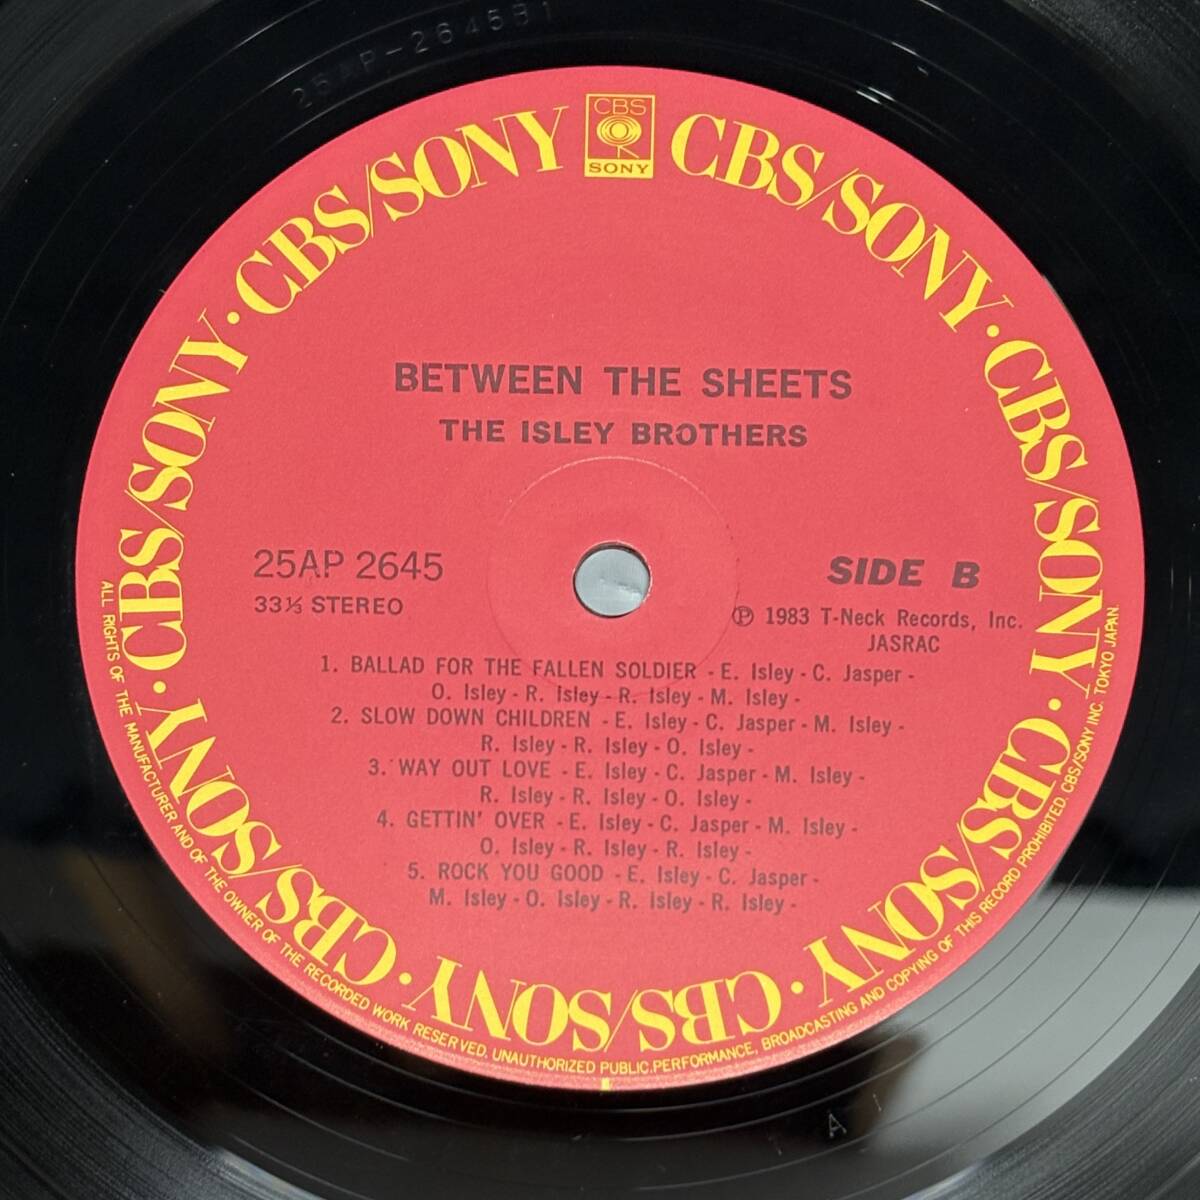 25AP-2645B1
CBS
SONY
CBS/SONY · CBS/SONY · CBS/SONY · CBS/SONY · CBS/SONY · CBS/SONY · CBS/SONY · CBS/SONY
BETWEEN THE SHEETS
THE ISLEY BROTHERS
25AP 2645
33⅓ STEREO
SIDE B
Ⓟ 1983 T-Neck Records, Inc.
JASRAC
1. BALLAD FOR THE FALLEN SOLDIER - E. Isley - C. Jasper -
O. Isley - R. Isley - R. Isley - M. Isley -
2. SLOW DOWN CHILDREN - E. Isley - C. Jasper - M. Isley -
R. Isley - R. Isley - O. Isley -
3. WAY OUT LOVE - E. Isley - C. Jasper - M. Isley -
R. Isley - R. Isley - O. Isley -
4. GETTIN' OVER - E. Isley - C. Jasper - M. Isley -
O. Isley - R. Isley - R. Isley -
5. ROCK YOU GOOD - E. Isley - C. Jasper -
M. Isley - O. Isley - R. Isley - R. Isley -
ALL RIGHTS OF THE MANUFACTURER AND OF THE OWNER OF THE RECORDED WORK RESERVED. UNAUTHORIZED PUBLIC.PERFORMANCE, BROADCASTING AND COPYING OF THIS RECORD PROHIBITED. CBS/SONY INC. TOKYO JAPAN.
A 1